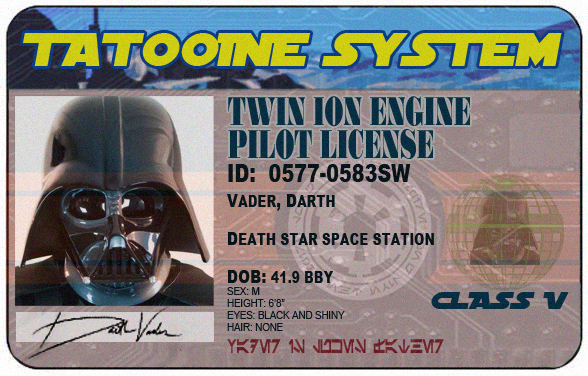 TATOOINE SYSTEM
TWIN ION ENGINE
PILOT LICENSE
ID: 0577-0583SW
VADER, DARTH
DEATH STAR SPACE STATION
DOB: 41.9 BBY
SEX: M
HEIGHT: 6'8"
EYES: BLACK AND SHINY
HAIR: NONE
CLASS V
Darth Vader